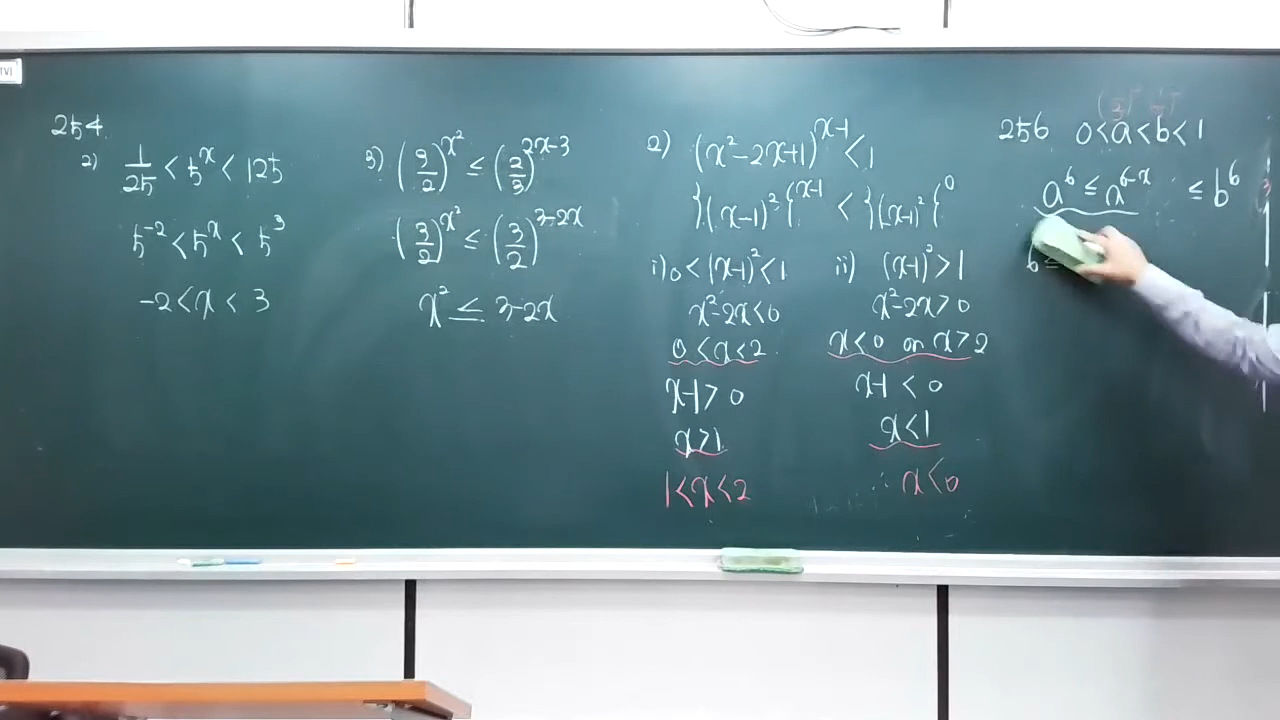 TVI
254
2) 1/25 < 5^x < 125
5^-2 < 5^x < 5^3
-2 < x < 3
3) (3/2)^x² ≤ (2/3)^2x-3
(3/2)^x² ≤ (3/2)^3-2x
x² ≤ 3-2x
2) (x²-2x+1)^x-1 < 1
{(x-1)²}^x-1 < {(x-1)²}^0
i) 0<(x-1)²<1
x²-2x<0
0<x<2
x-1>0
x>1
1<x<2
ii) (x-1)²>1
x²-2x>0
x<0 or x>2
x-1<0
x<1
∴ x<0
256 0<a<b<1
a^6 ≤ a^6-x ≤ b^6
6 ≤